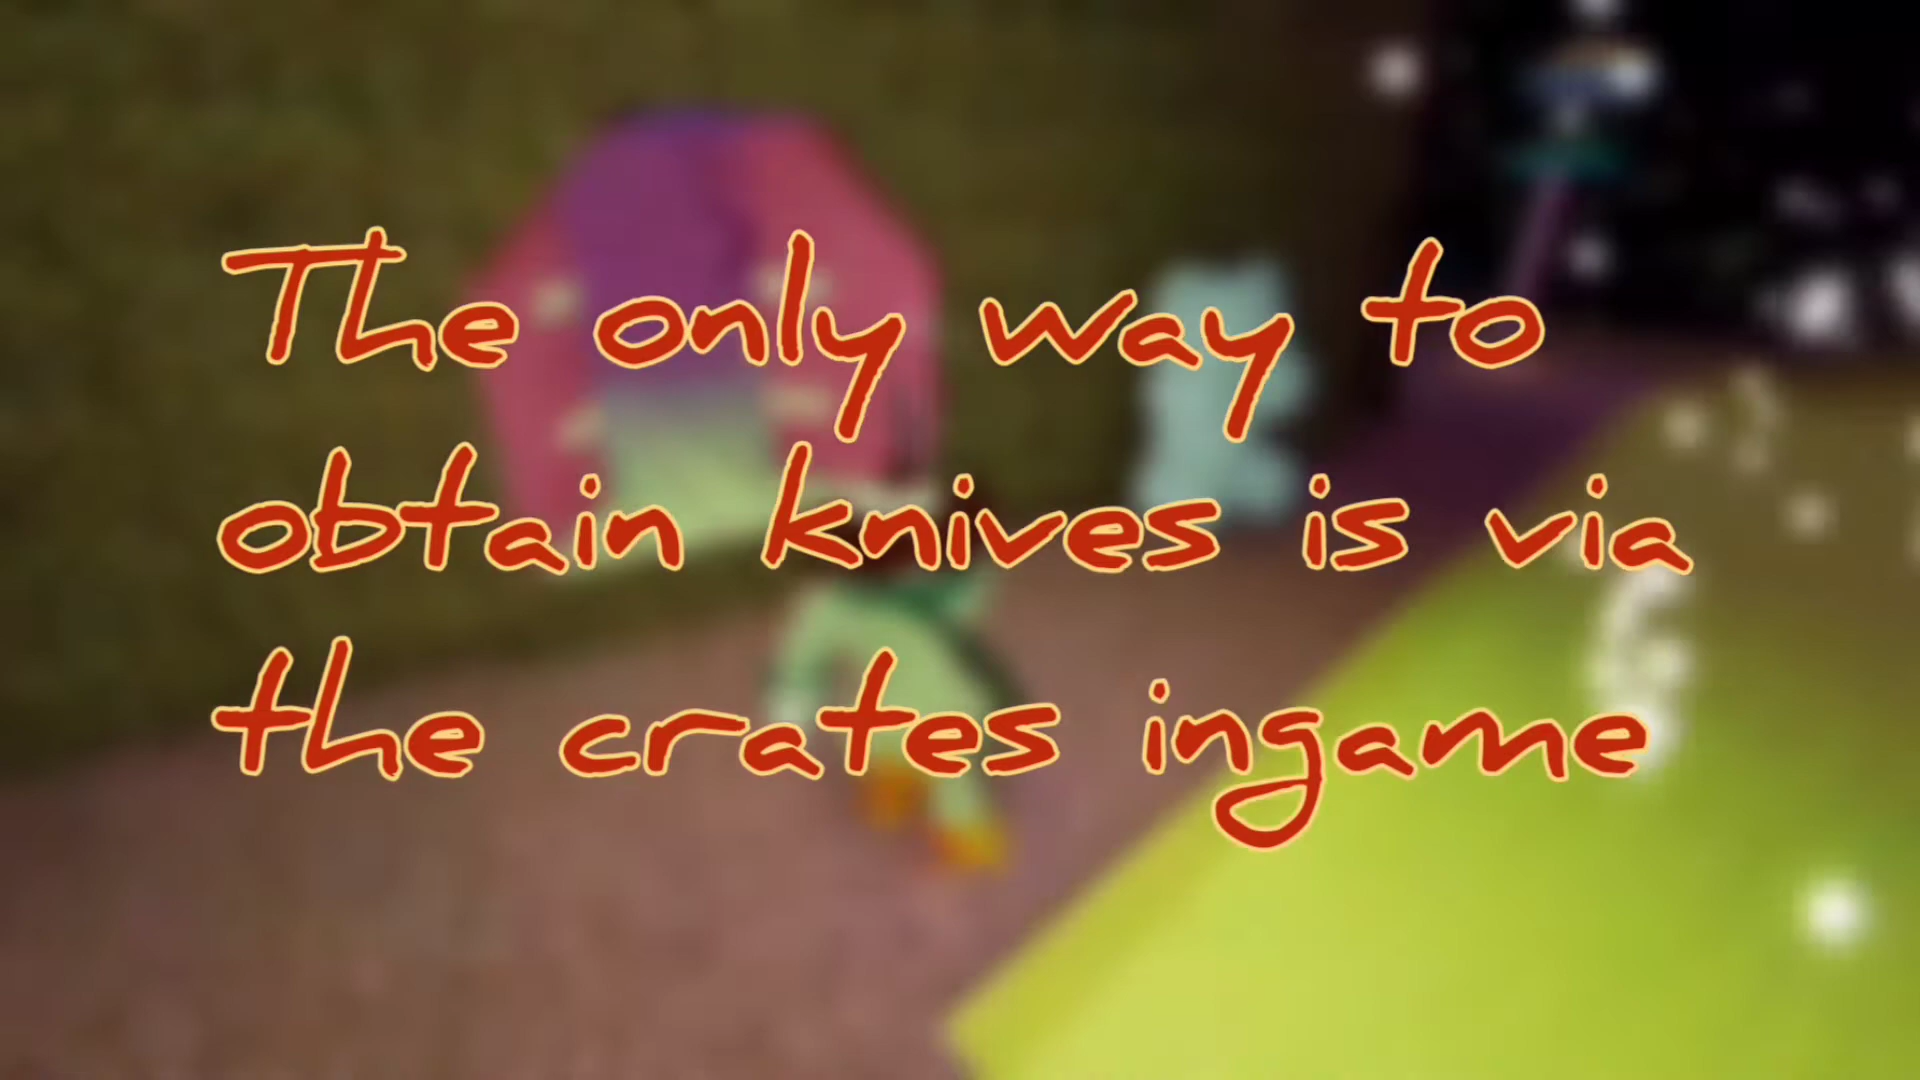 The only way to
obtain knives is via
the crates ingame